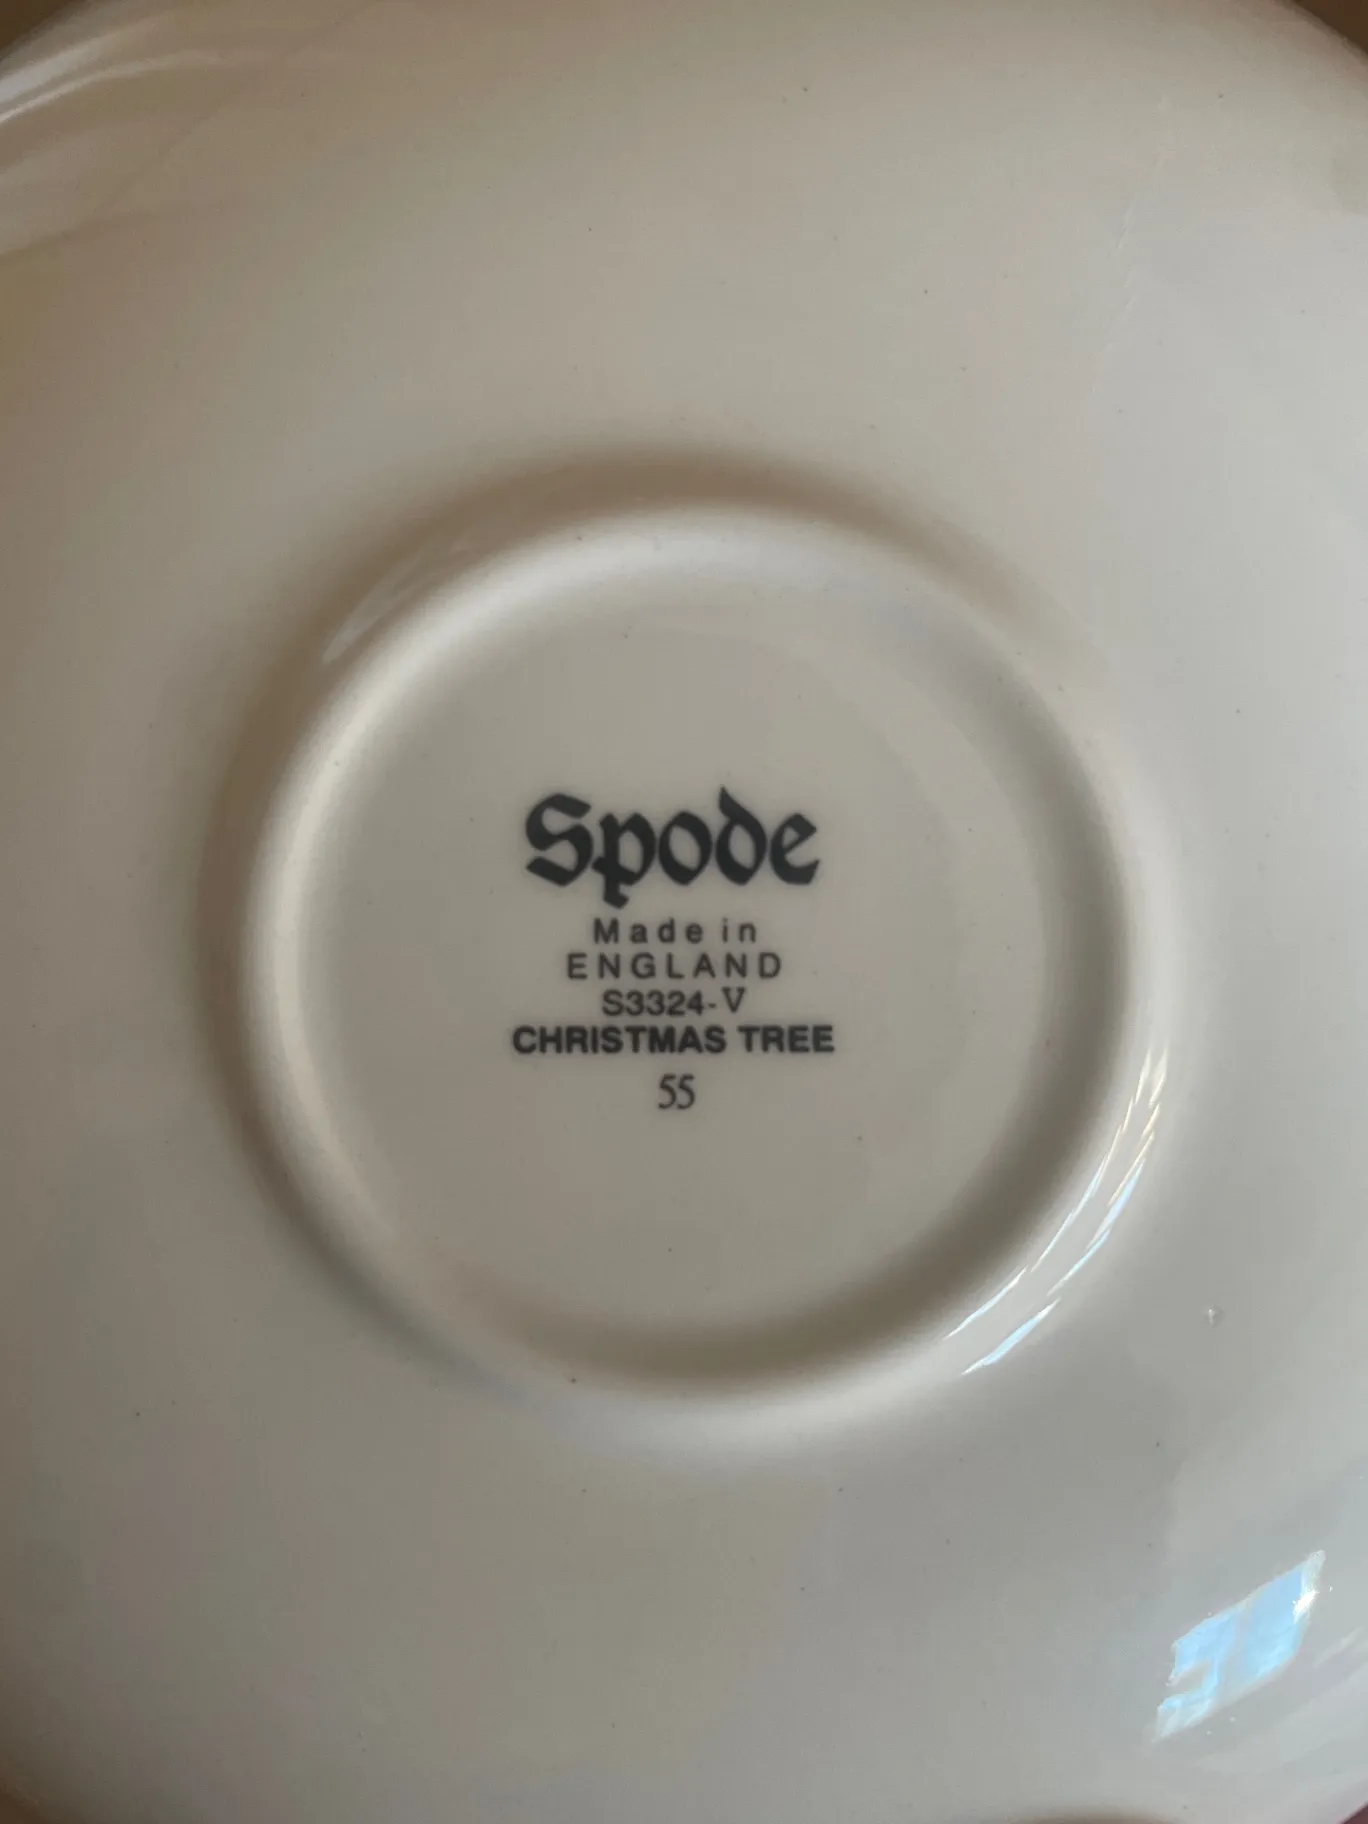 Spode
Made in
ENGLAND
S3324-V
CHRISTMAS TREE
55